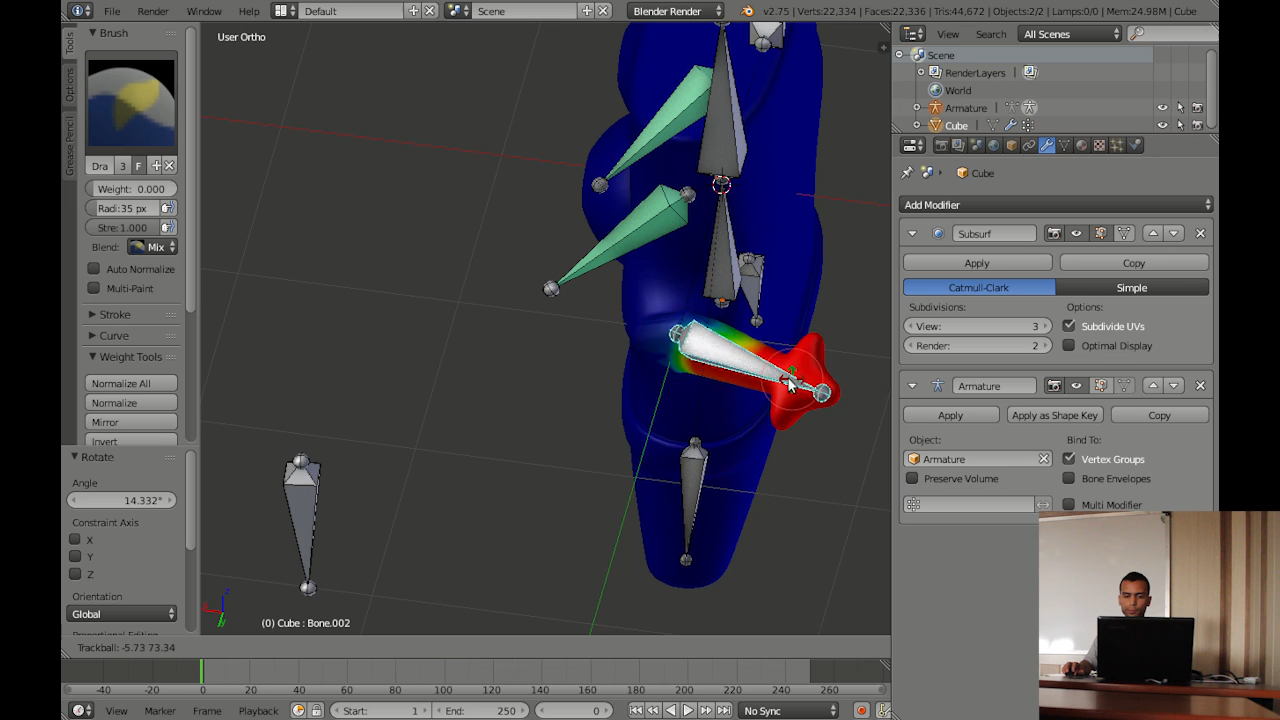 File Render Window Help Default Scene Blender Render v2.75 | Verts:22,334 | Faces:22,336 | Tris:44,672 | Objects:2/2 | Lamps:0/0 | Mem:24.98M | Cube
Tools
Options
Grease Pencil
Brush
Dra 3 F
Weight: 0.000
Radi:35 px
Stre:1.000
Blend: Mix
Auto Normalize
Multi-Paint
Stroke
Curve
Weight Tools
Normalize All
Normalize
Mirror
Invert
Rotate
Angle
14.332°
Constraint Axis
X
Y
Z
Orientation
Global
User Ortho
(0) Cube : Bone.002
View Search All Scenes
Scene
RenderLayers
World
Armature
Cube
Cube
Add Modifier
Subsurf
Apply Copy
Catmull-Clark Simple
Subdivisions: Options:
View: 3 Subdivide UVs
Render: 2 Optimal Display
Armature
Apply Apply as Shape Key Copy
Object: Bind To:
Armature Vertex Groups
Preserve Volume Bone Envelopes
Multi Modifier
Trackball: -5.73 73.34
-40 -20 0 20 40 60 80 100 120 140 160 180 200 220 240 260
View Marker Frame Playback Start: 1 End: 250 0 No Sync